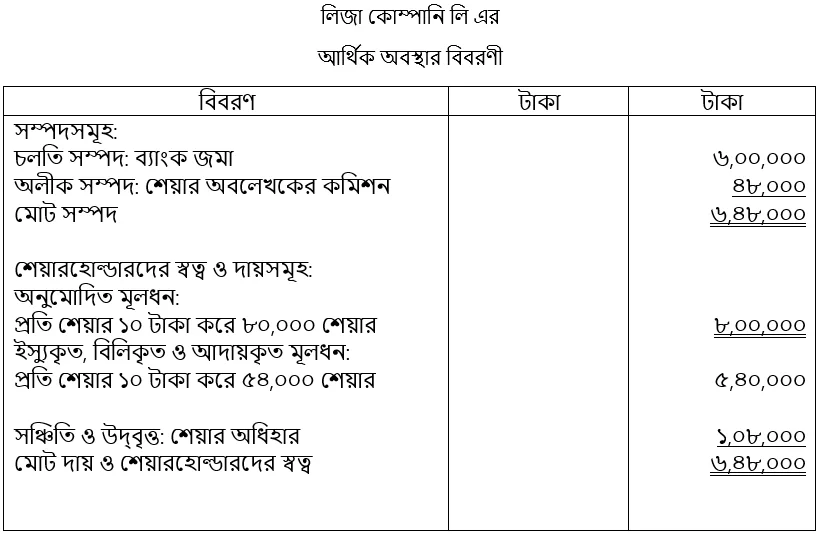 লিজা কোম্পানি লি এর
আর্থিক অবস্থার বিবরণী
বিবরণ টাকা টাকা
সম্পদসমূহ:
চলতি সম্পদ: ব্যাংক জমা ৬,০০,০০০
অলীক সম্পদ: শেয়ার অবলেখকের কমিশন ৪৮,০০০
মোট সম্পদ ৬,৪৮,০০০
শেয়ারহোল্ডারদের স্বত্ব ও দায়সমূহ:
অনুমোদিত মূলধন:
প্রতি শেয়ার ১০ টাকা করে ৮০,০০০ শেয়ার ৮,০০,০০০
ইস্যুকৃত, বিলিকৃত ও আদায়কৃত মূলধন:
প্রতি শেয়ার ১০ টাকা করে ৫৪,০০০ শেয়ার ৫,৪০,০০০
সঞ্চিতি ও উদ্‌বৃত্ত: শেয়ার অধিহার ১,০৮,০০০
মোট দায় ও শেয়ারহোল্ডারদের স্বত্ব ৬,৪৮,০০০